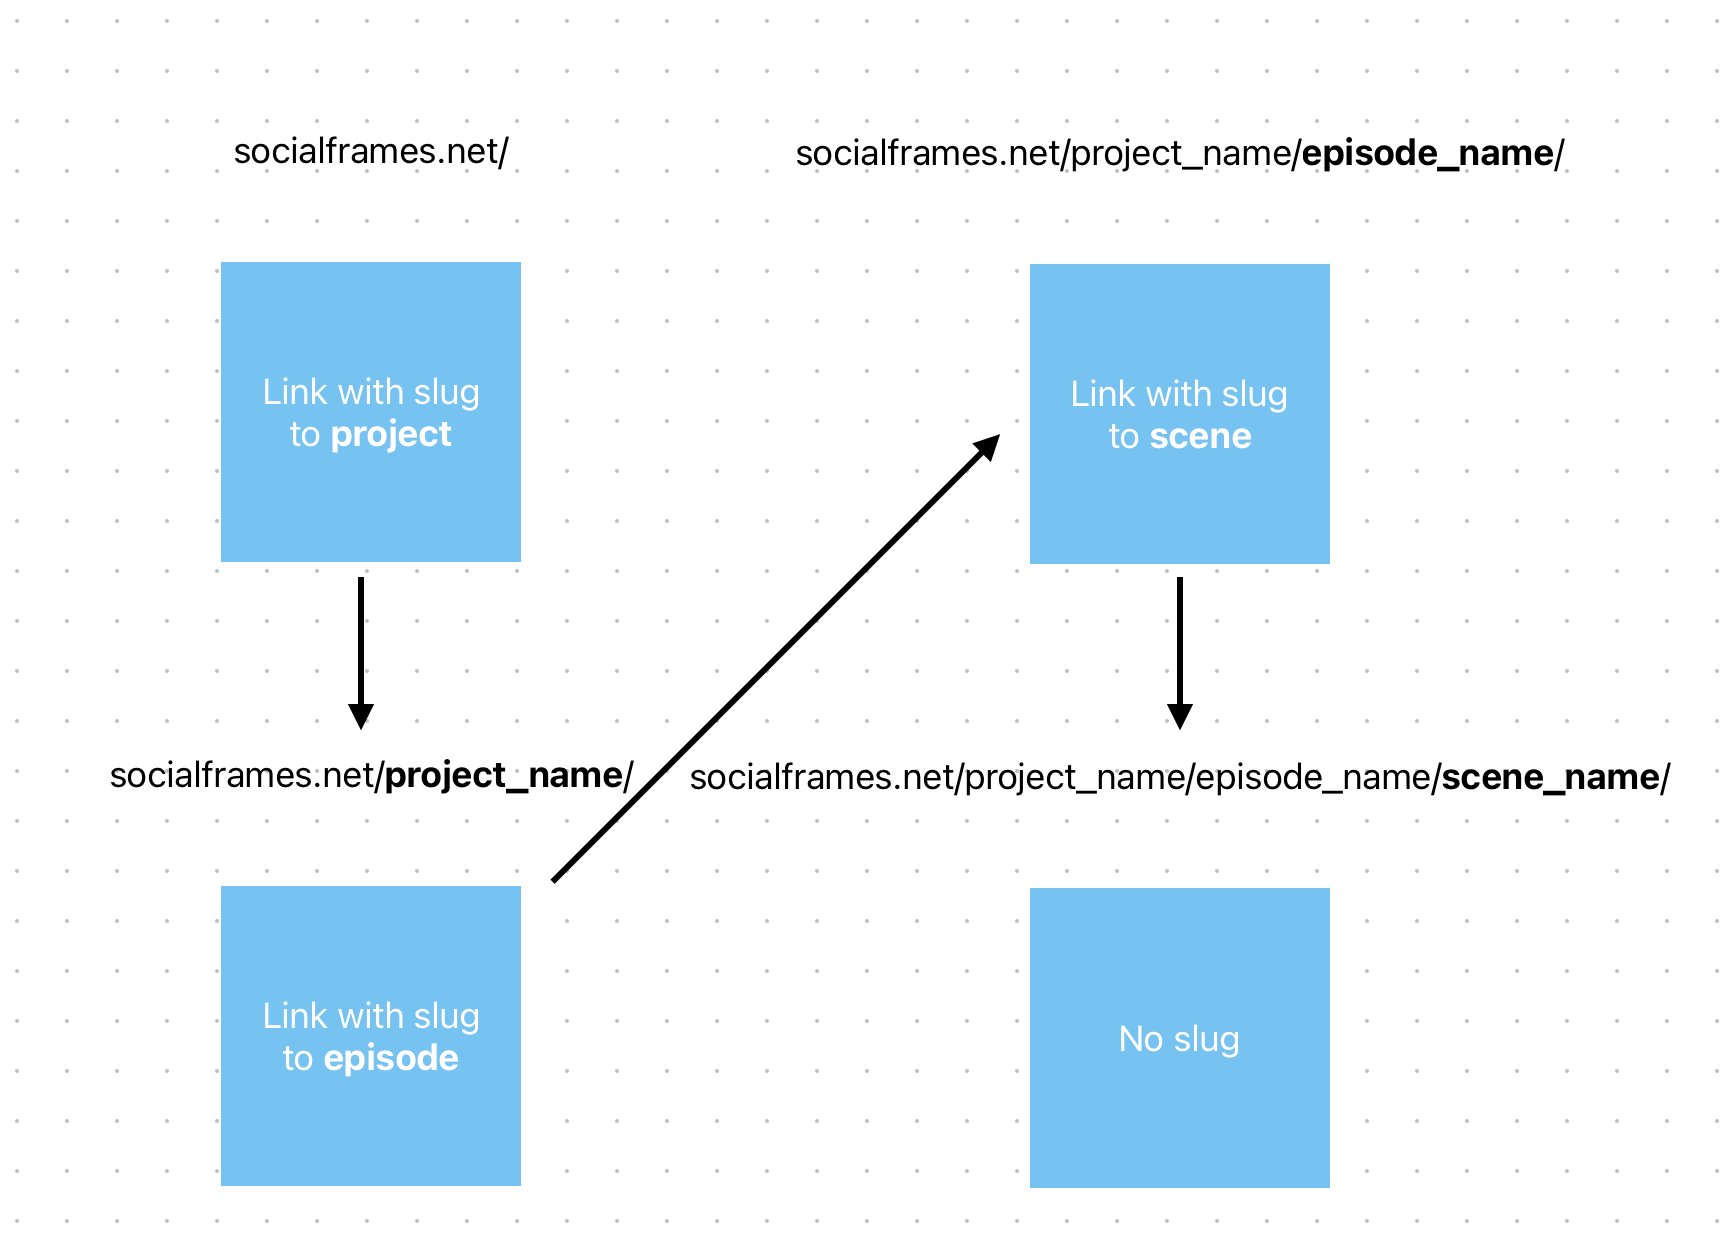 socialframes.net/
Link with slug
to project
socialframes.net/project_name/
Link with slug
to episode
socialframes.net/project_name/episode_name/
Link with slug
to scene
socialframes.net/project_name/episode_name/scene_name/
No slug